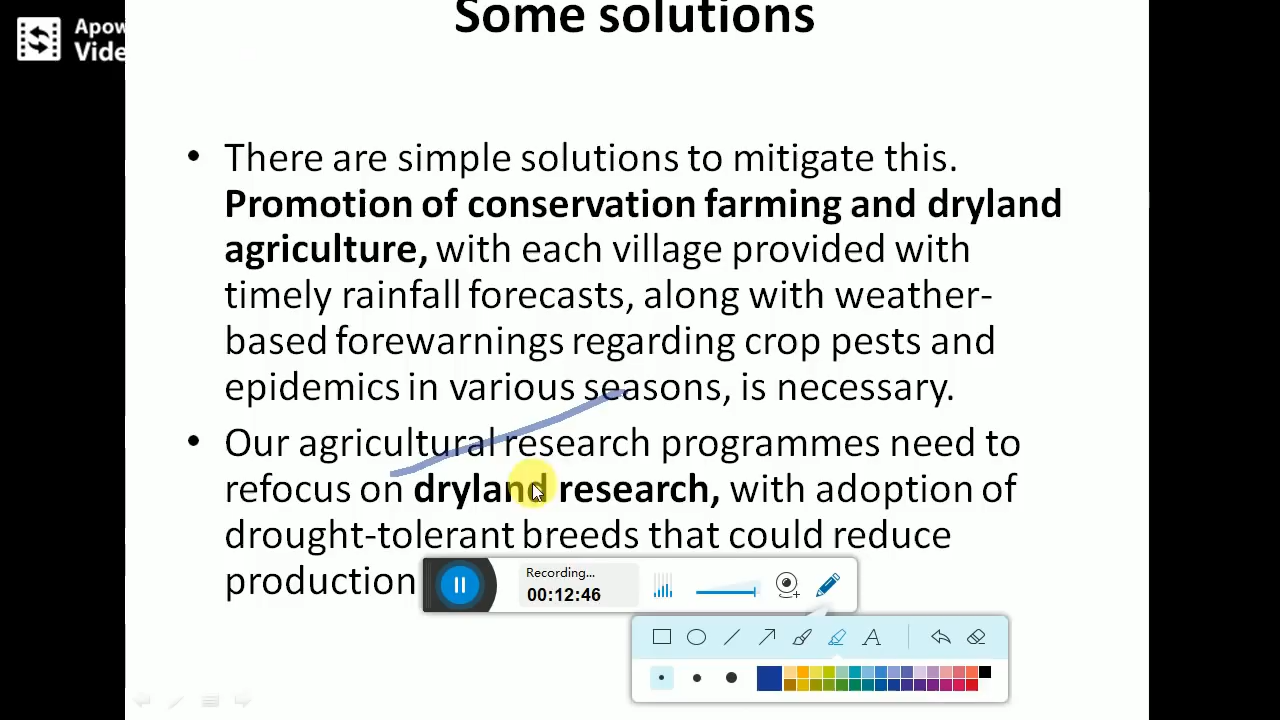 Some solutions
Apow
Vide
• There are simple solutions to mitigate this.
Promotion of conservation farming and dryland
agriculture, with each village provided with
timely rainfall forecasts, along with weather-
based forewarnings regarding crop pests and
epidemics in various seasons, is necessary.
• Our agricultural research programmes need to
refocus on dryland research, with adoption of
drought-tolerant breeds that could reduce
production
Recording...
00:12:46
A